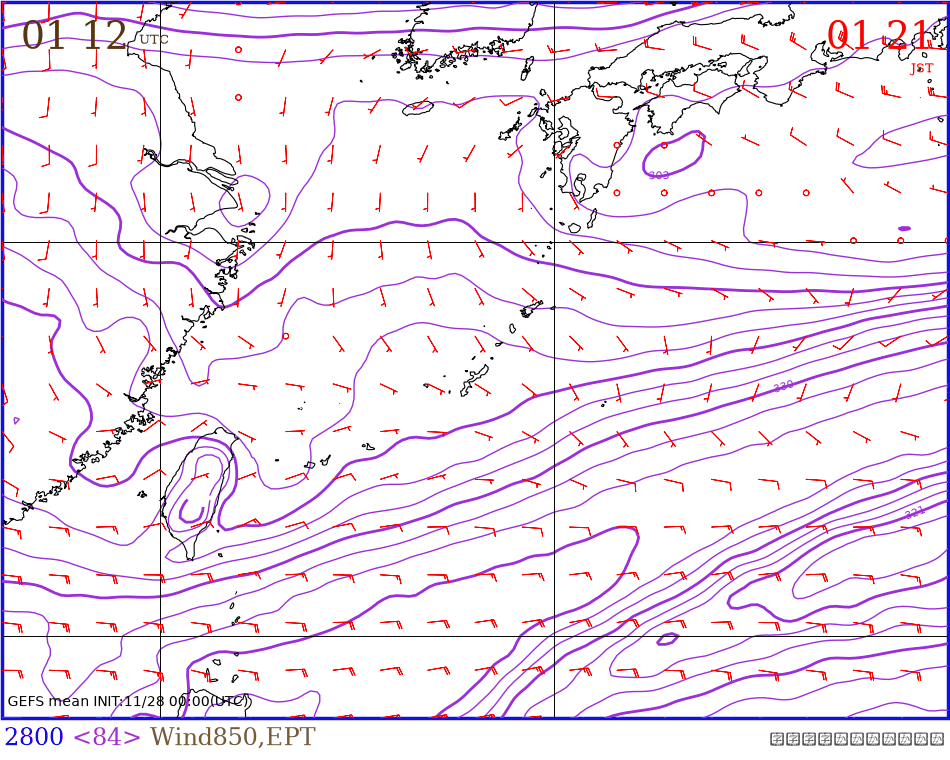 01 12 UTC
01 21
JST
303
330
321
GEFS mean INIT:11/28 00:00(UTC)
2800 <84> Wind850,EPT